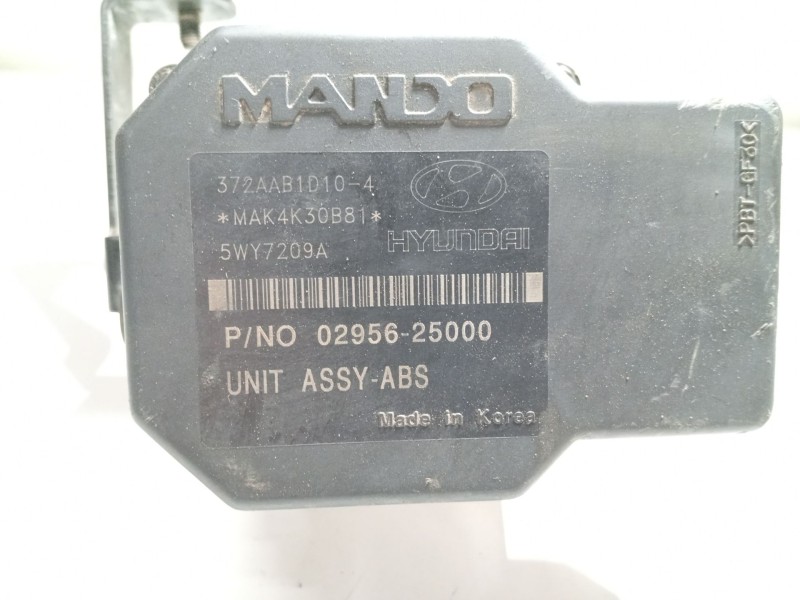 MANDO
372AAB1D10-4
*MAK4K30B81*
5WY7209A
HYUNDAI
P/NO 02956-25000
UNIT ASSY-ABS
Made in Korea
>PBT-GF30<